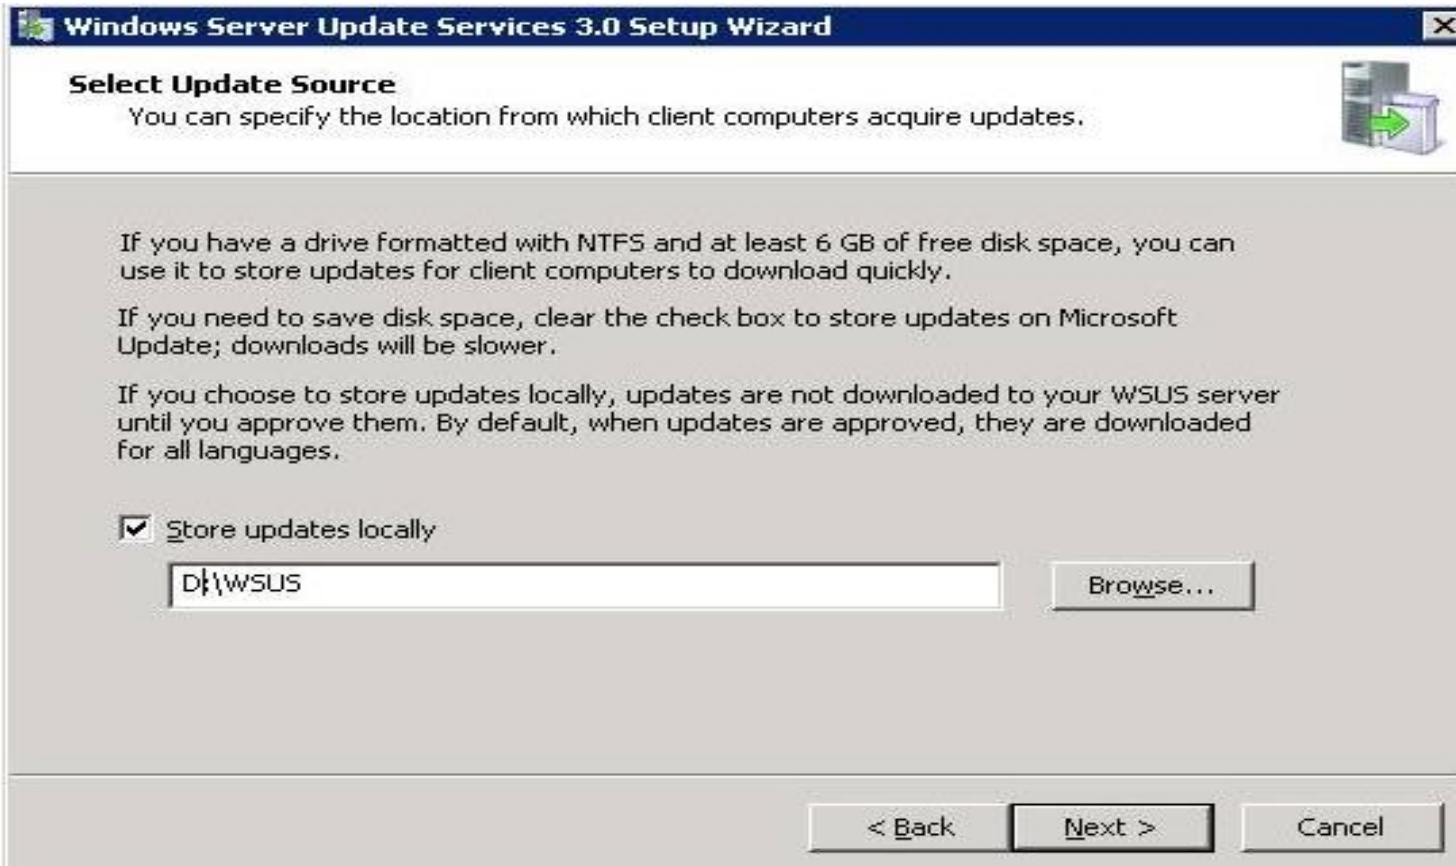 Windows Server Update Services 3.0 Setup Wizard
Select Update Source
You can specify the location from which client computers acquire updates.
If you have a drive formatted with NTFS and at least 6 GB of free disk space, you can
use it to store updates for client computers to download quickly.
If you need to save disk space, clear the check box to store updates on Microsoft
Update; downloads will be slower.
If you choose to store updates locally, updates are not downloaded to your WSUS server
until you approve them. By default, when updates are approved, they are downloaded
for all languages.
Store updates locally
D:\WSUS
Browse...
< Back
Next >
Cancel